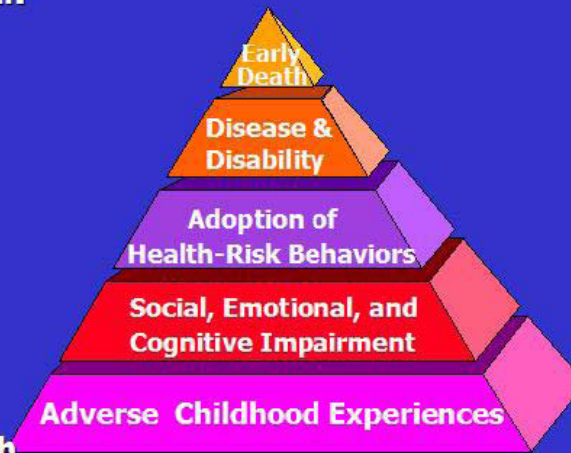 Early
Death
Disease &
Disability
Adoption of
Health-Risk Behaviors
Social, Emotional, and
Cognitive Impairment
Adverse Childhood Experiences